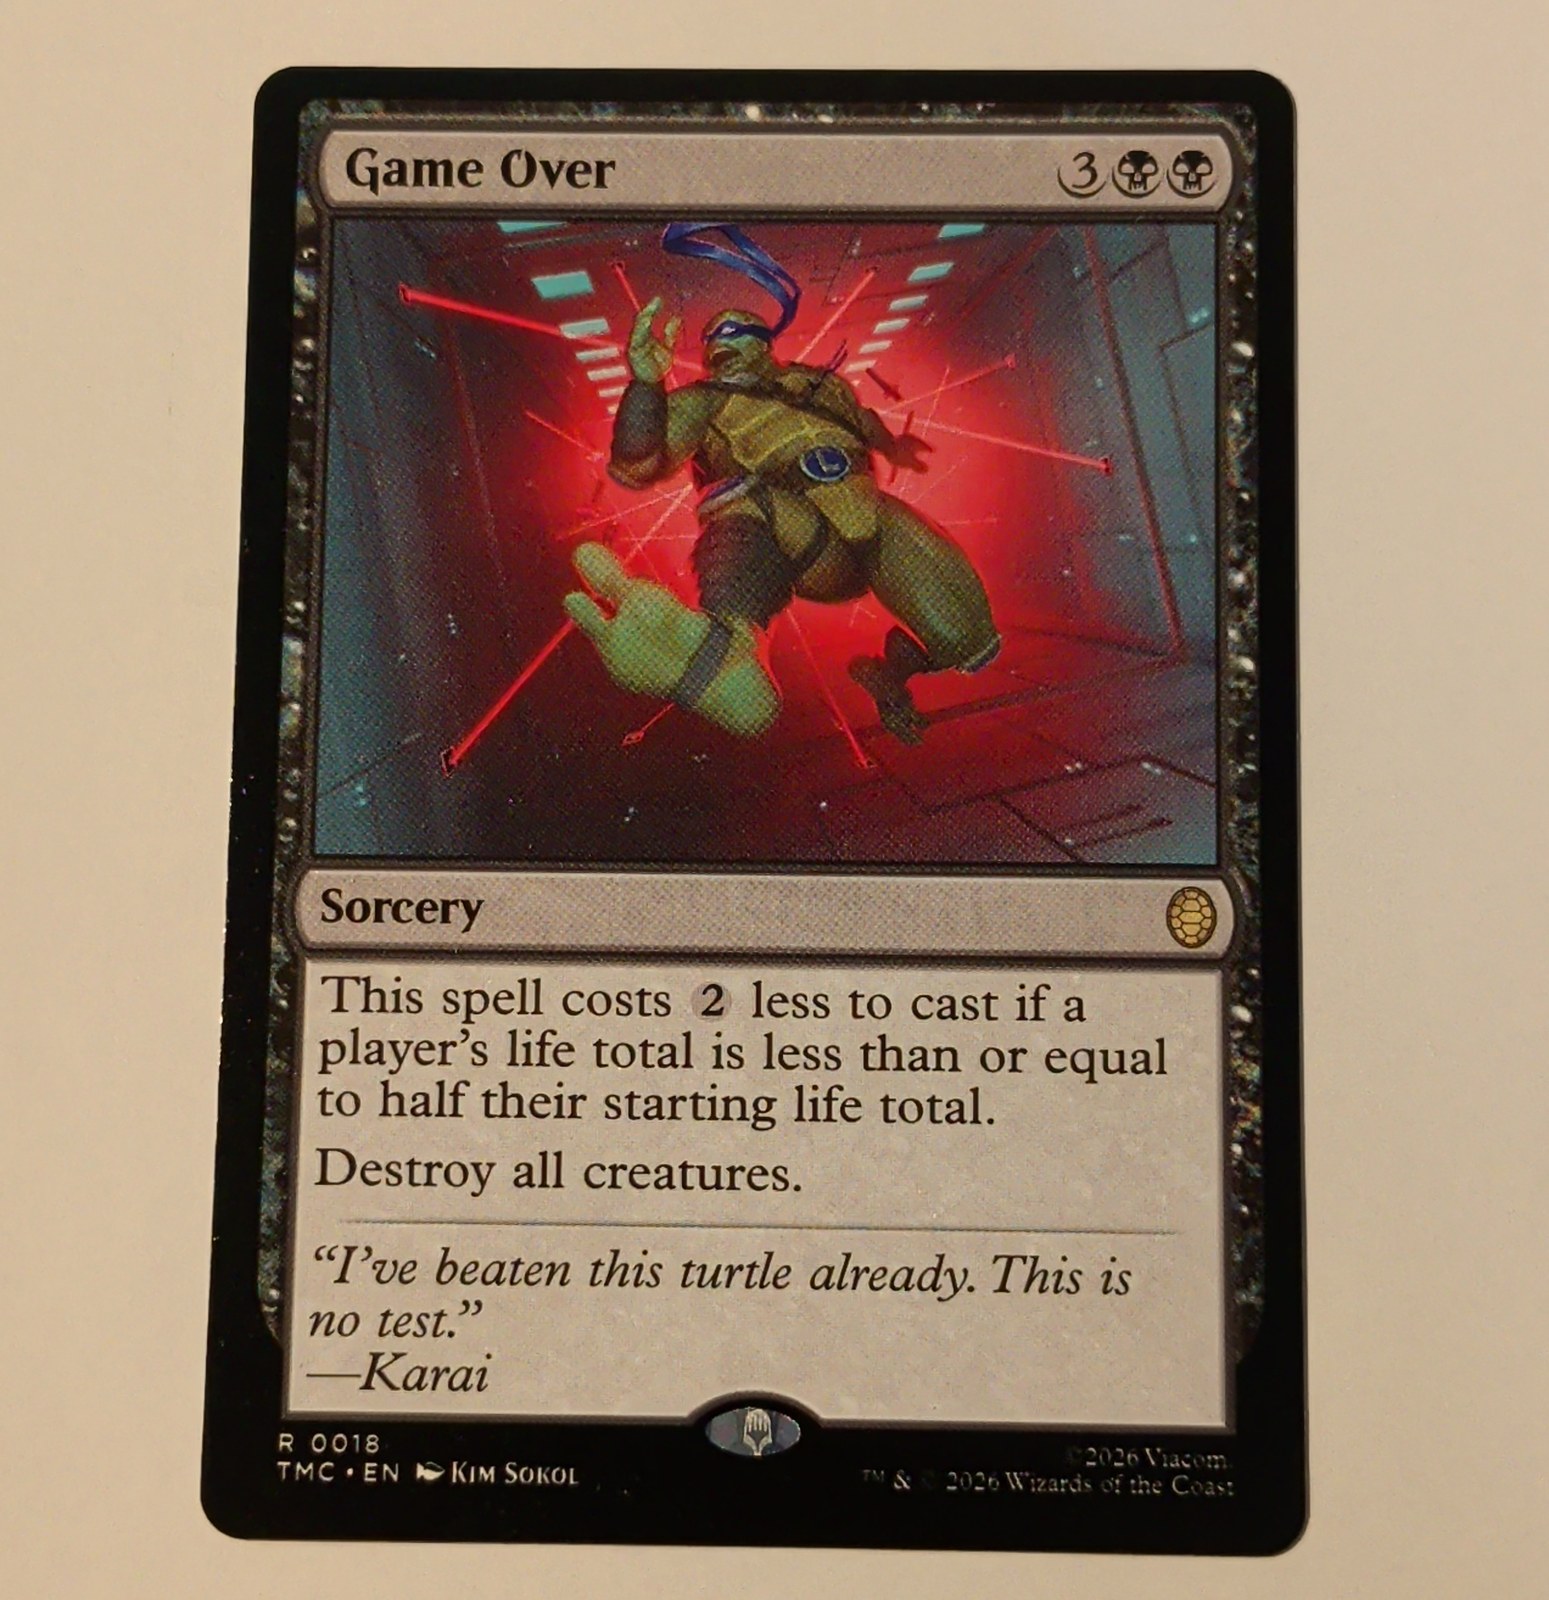 Game Over 3
L
Sorcery
This spell costs 2 less to cast if a
player's life total is less than or equal
to half their starting life total.
Destroy all creatures.
“I've beaten this turtle already. This is
no test.”
—Karai
R 0018
TMC • EN KIM SOKOL
©2026 Viacom.
™ & © 2026 Wizards of the Coast